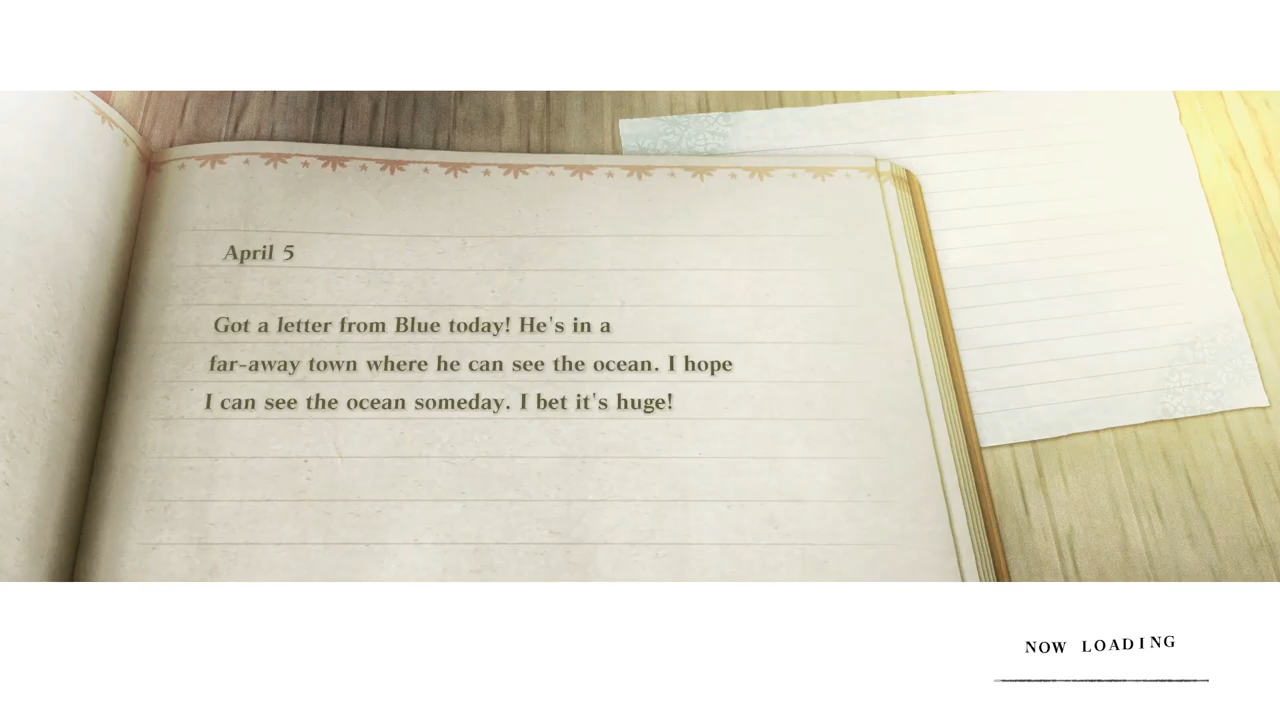 April 5
Got a letter from Blue today! He's in a
far-away town where he can see the ocean. I hope
I can see the ocean someday. I bet it's huge!
NOW LOADING